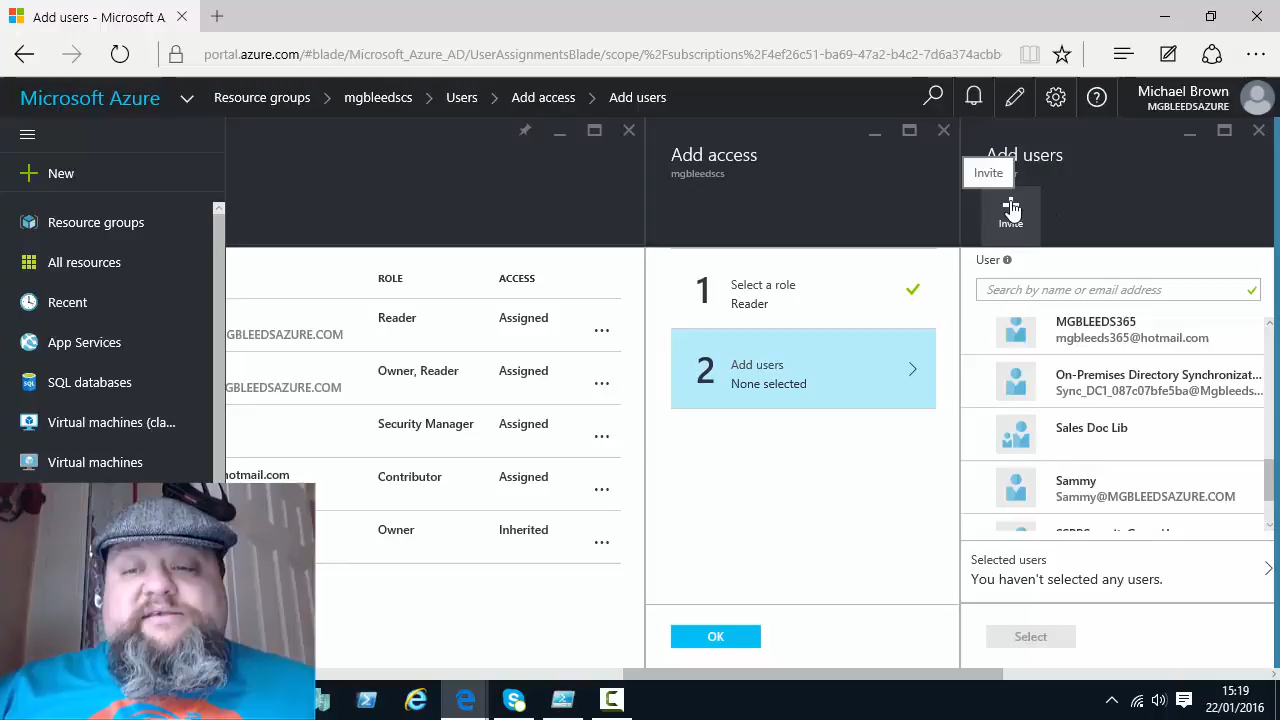 Add users - Microsoft A
portal.azure.com/#blade/Microsoft_Azure_AD/UserAssignmentsBlade/scope/%2Fsubscriptions%2F4ef26c51-ba69-47a2-b4c2-7d6a374acbb
Microsoft Azure
Resource groups > mgbleedscs > Users > Add access > Add users
Michael Brown
MGBLEEDSAZURE
New
Resource groups
All resources
Recent
App Services
SQL databases
Virtual machines (cla...
Virtual machines
ROLE ACCESS
Reader Assigned
GBLEEDSAZURE.COM
Owner, Reader Assigned
GBLEEDSAZURE.COM
Security Manager Assigned
hotmail.com Contributor Assigned
Owner Inherited
Add access
mgbleedscs
1 Select a role
Reader
2 Add users
None selected
OK
Add users
Invite
Invite
User
Search by name or email address
MGBLEEDS365
mgbleeds365@hotmail.com
On-Premises Directory Synchronizat...
Sync_DC1_087c07bfe5ba@Mgbleeds...
Sales Doc Lib
Sammy
Sammy@MGBLEEDSAZURE.COM
Selected users
You haven't selected any users.
Select
15:19
22/01/2016